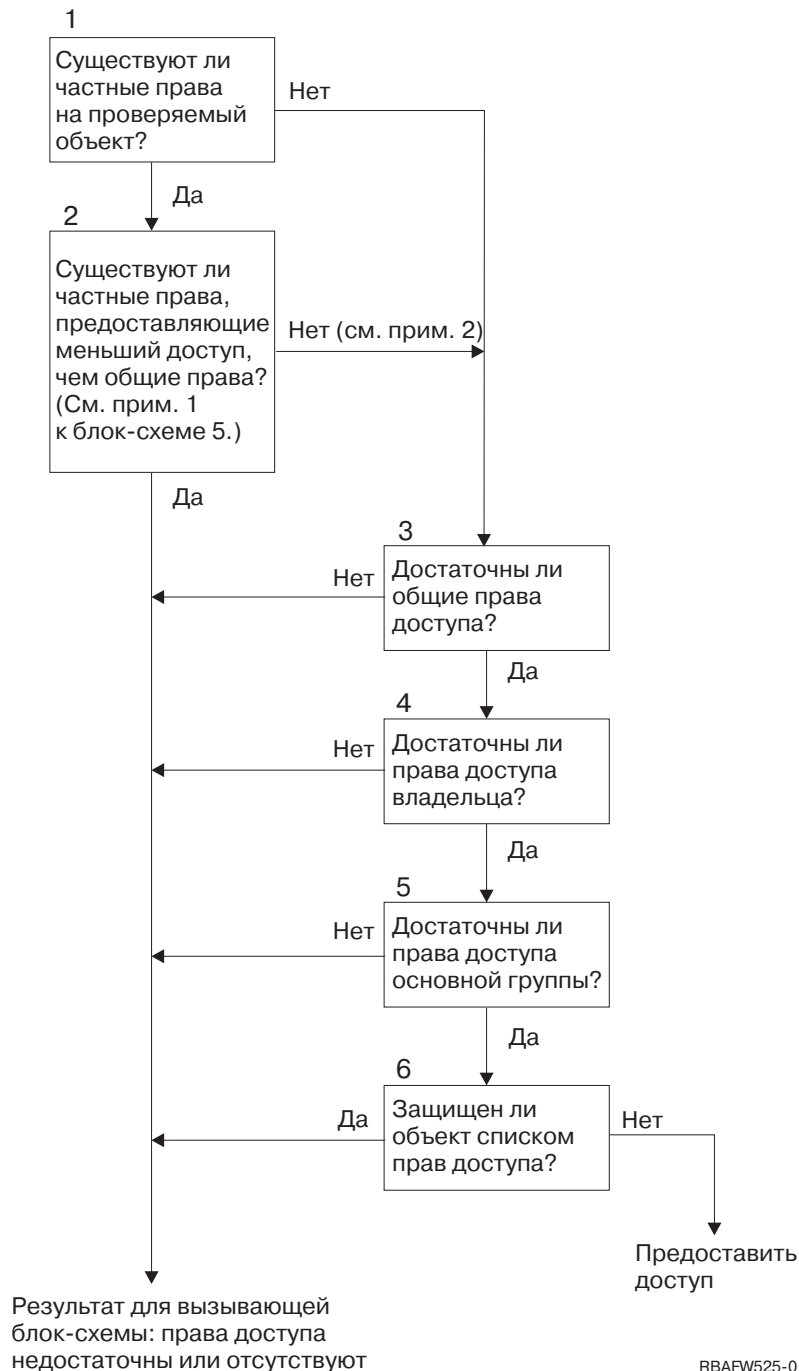 1
Существуют ли
частные права
на проверяемый
объект?
Нет
Да
2
Существуют ли
частные права,
предоставляющие
меньший доступ,
чем общие права?
(См. прим. 1
к блок-схеме 5.)
Нет (см. прим. 2)
Да
3
Нет
Достаточны ли
общие права
доступа?
Да
4
Нет
Достаточны ли
права доступа
владельца?
Да
5
Нет
Достаточны ли
права доступа
основной группы?
Да
6
Да
Защищен ли
объект списком
прав доступа?
Нет
Предоставить
доступ
Результат для вызывающей
блок-схемы: права доступа
недостаточны или отсутствуют
RBAFW525-0